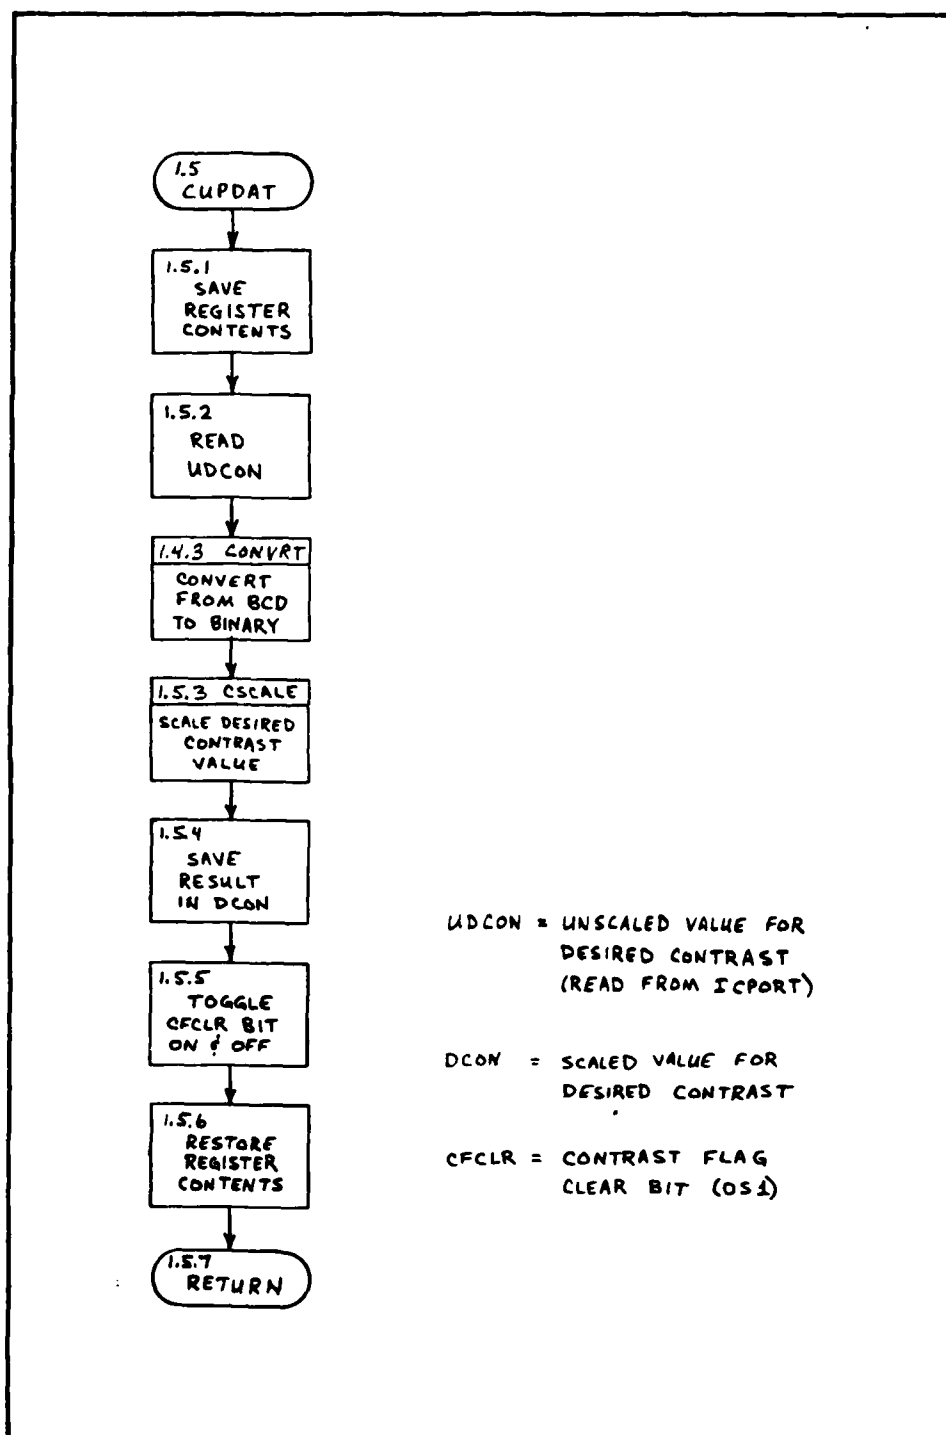 1.5
CUPDAT
1.5.1
SAVE
REGISTER
CONTENTS
1.5.2
READ
UDCON
1.4.3 CONVRT
CONVERT
FROM BCD
TO BINARY
1.5.3 CSCALE
SCALE DESIRED
CONTRAST
VALUE
1.5.4
SAVE
RESULT
IN DCON
1.5.5
TOGGLE
CFCLR BIT
ON & OFF
1.5.6
RESTORE
REGISTER
CONTENTS
1.5.7
RETURN
UDCON = UNSCALED VALUE FOR
DESIRED CONTRAST
(READ FROM ICPORT)
DCON = SCALED VALUE FOR
DESIRED CONTRAST
CFCLR = CONTRAST FLAG
CLEAR BIT (OS1)